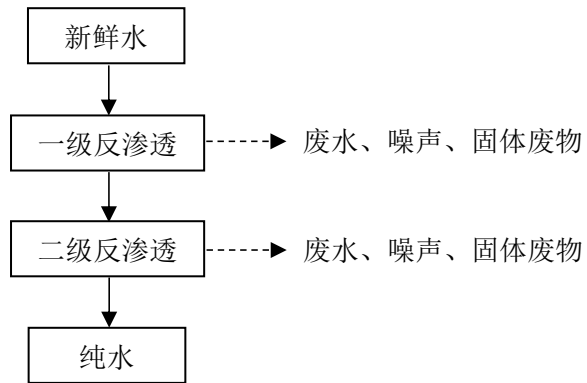 新鲜水
一级反渗透
废水、噪声、固体废物
二级反渗透
废水、噪声、固体废物
纯水